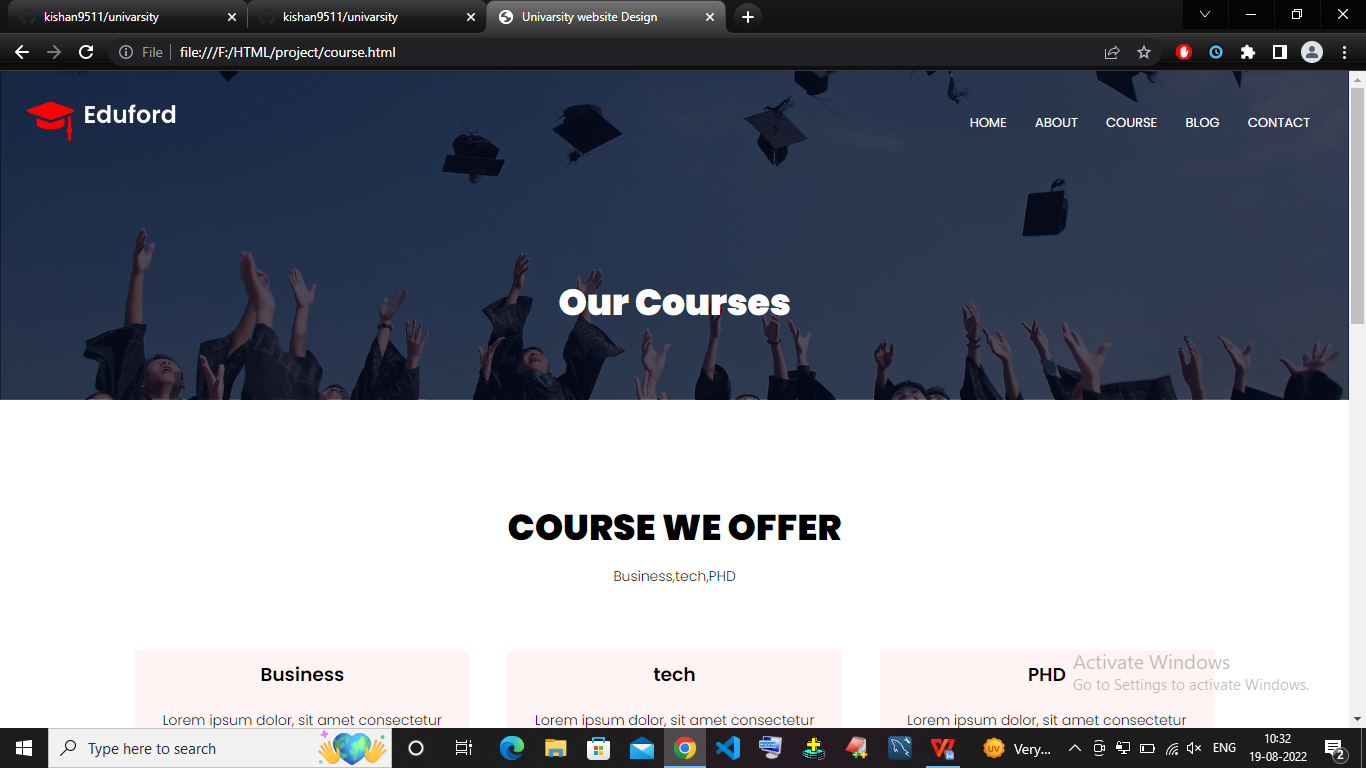 kishan9511/univarsity
kishan9511/univarsity
Univarsity website Design
File
file:///F:/HTML/project/course.html
Eduford
HOME ABOUT COURSE BLOG CONTACT
Our Courses
COURSE WE OFFER
Business,tech,PHD
Business
Lorem ipsum dolor, sit amet consectetur
tech
Lorem ipsum dolor, sit amet consectetur
PHD
Lorem ipsum dolor, sit amet consectetur
Activate Windows
Go to Settings to activate Windows.
Type here to search
UV
Very...
ENG
10:32
19-08-2022
2